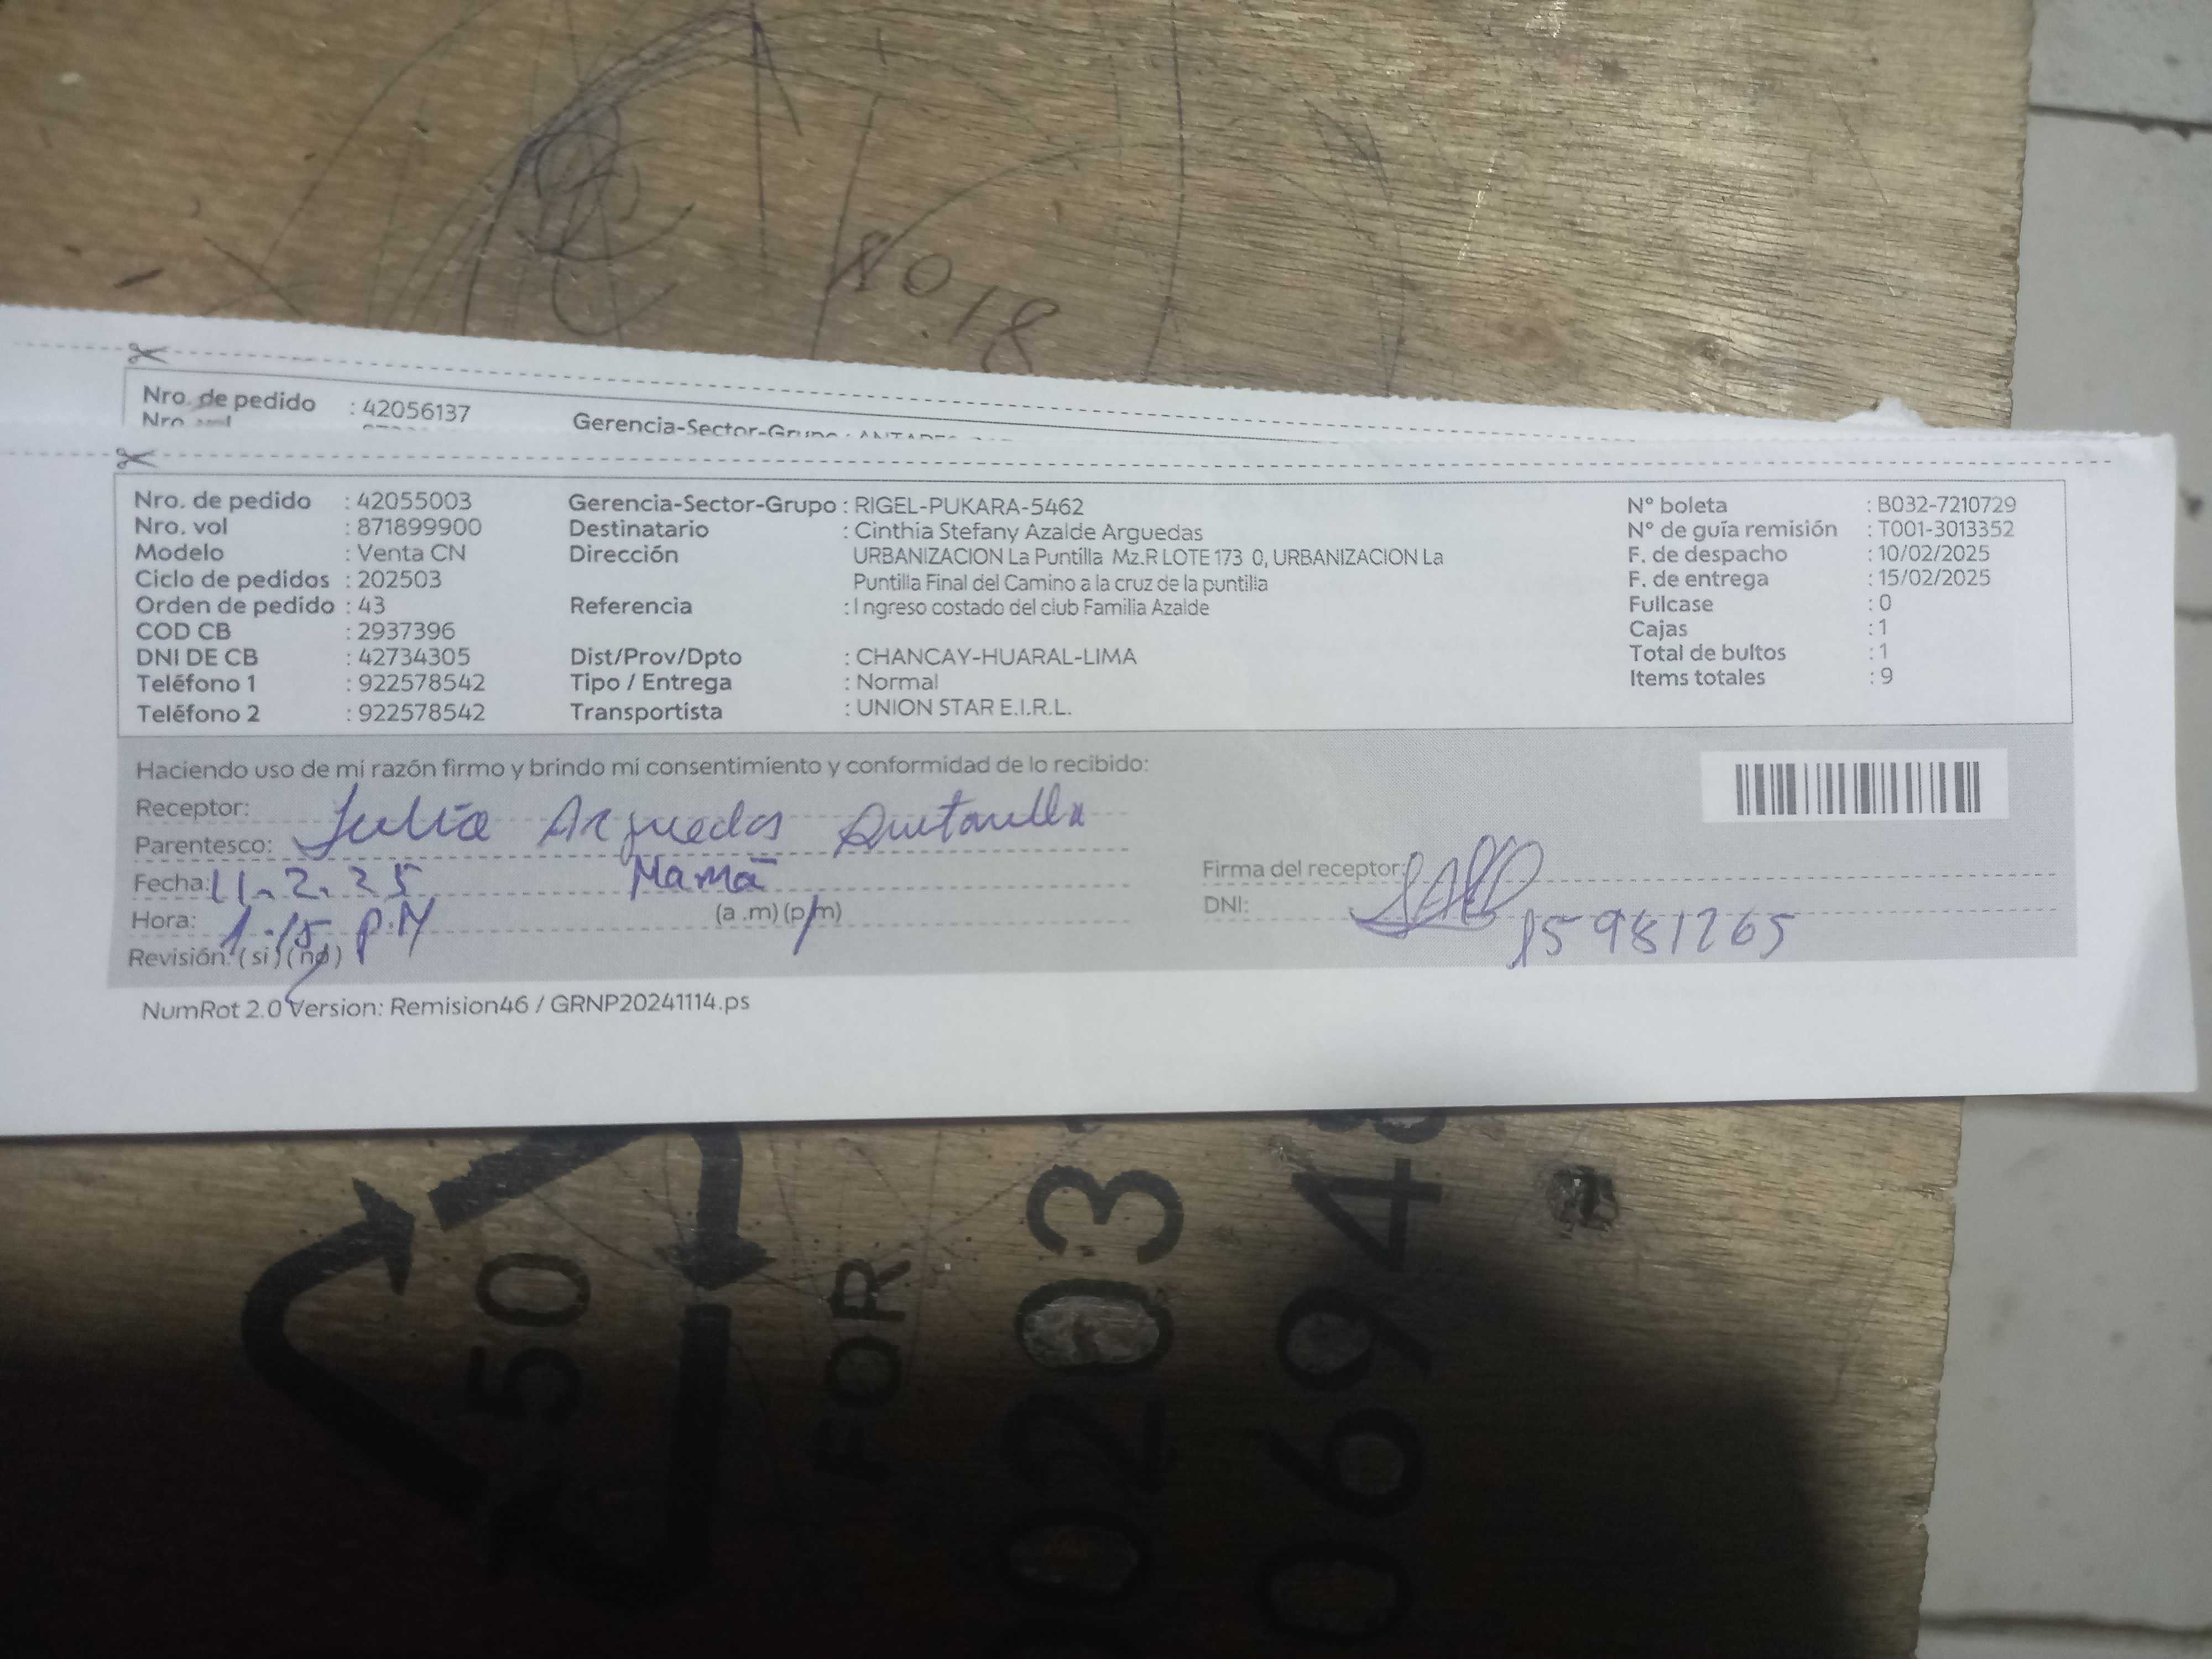 10.18
Nro. de pedido : 42056137
Gerencia-Sector-Grupo :
Nro. de pedido : 42055003 Gerencia-Sector-Grupo : RIGEL-PUKARA-5462 N° boleta : B032-7210729
Nro. vol : 871899900 Destinatario : Cinthia Stefany Azalde Arguedas N° de guía remisión : T001-3013352
Modelo : Venta CN Dirección URBANIZACION La Puntilla Mz.R LOTE 173 0, URBANIZACION La F. de despacho : 10/02/2025
Ciclo de pedidos : 202503 Puntilla Final del Camino a la cruz de la puntilla F. de entrega : 15/02/2025
Orden de pedido : 43 Referencia : Ingreso costado del club Familia Azalde Fullcase : 0
COD CB : 2937396 Cajas : 1
DNI DE CB : 42734305 Dist/Prov/Dpto : CHANCAY-HUARAL-LIMA Total de bultos : 1
Teléfono 1 : 922578542 Tipo / Entrega : Normal Items totales : 9
Teléfono 2 : 922578542 Transportista : UNION STAR E.I.R.L.
Haciendo uso de mi razón firmo y brindo mi consentimiento y conformidad de lo recibido:
Receptor: Julia Arguedas
Parentesco: Mamá Firma del receptor:
Fecha: 11.2.25 DNI: 15981265
Hora: 1:15 P.M (a .m) (p/m)
Revisión: (si) (no)
NumRot 2.0 Version: Remision46 / GRNP20241114.ps
50
FOR